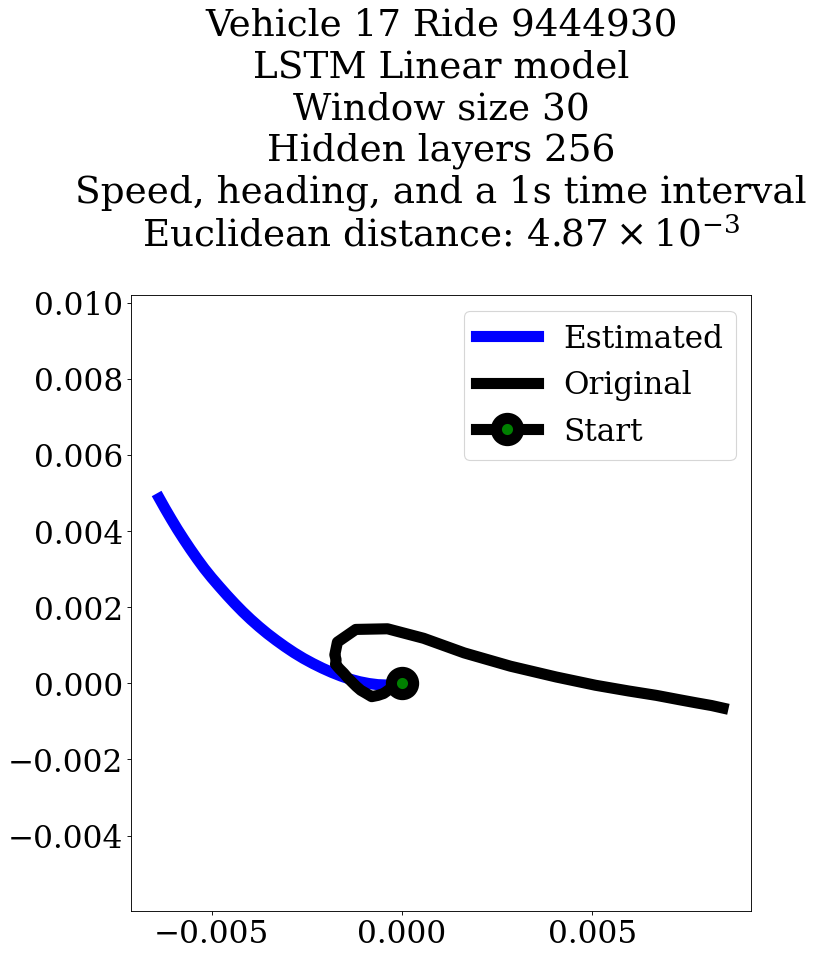 Vehicle 17 Ride 9444930
LSTM Linear model
Window size 30
Hidden layers 256
Speed, heading, and a 1s time interval
Euclidean distance: 4.87 × 10⁻³
0.010
0.008
0.006
0.004
0.002
0.000
−0.002
−0.004
Estimated
Original
Start
−0.005 0.000 0.005